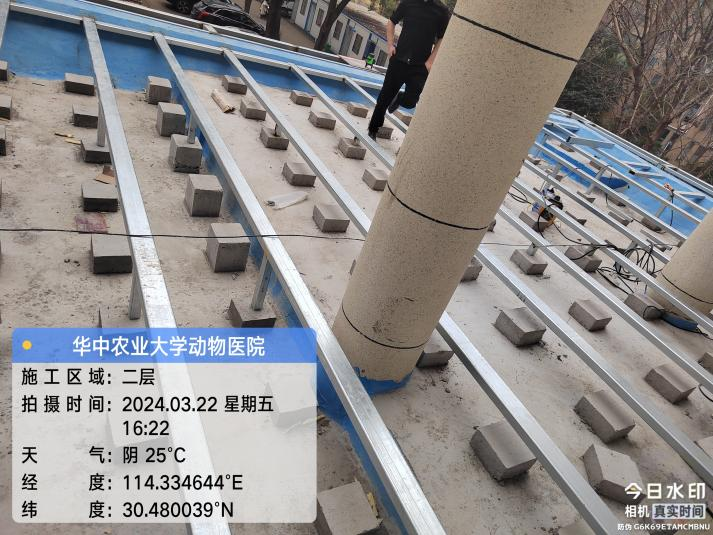 华中农业大学动物医院
施工区域：二层
拍摄时间：2024.03.22 星期五
16:22
天气：阴 25°C
经度：114.334644°E
纬度：30.480039°N
今日水印
相机 真实时间
防伪 G6K69ETAMCMBNU